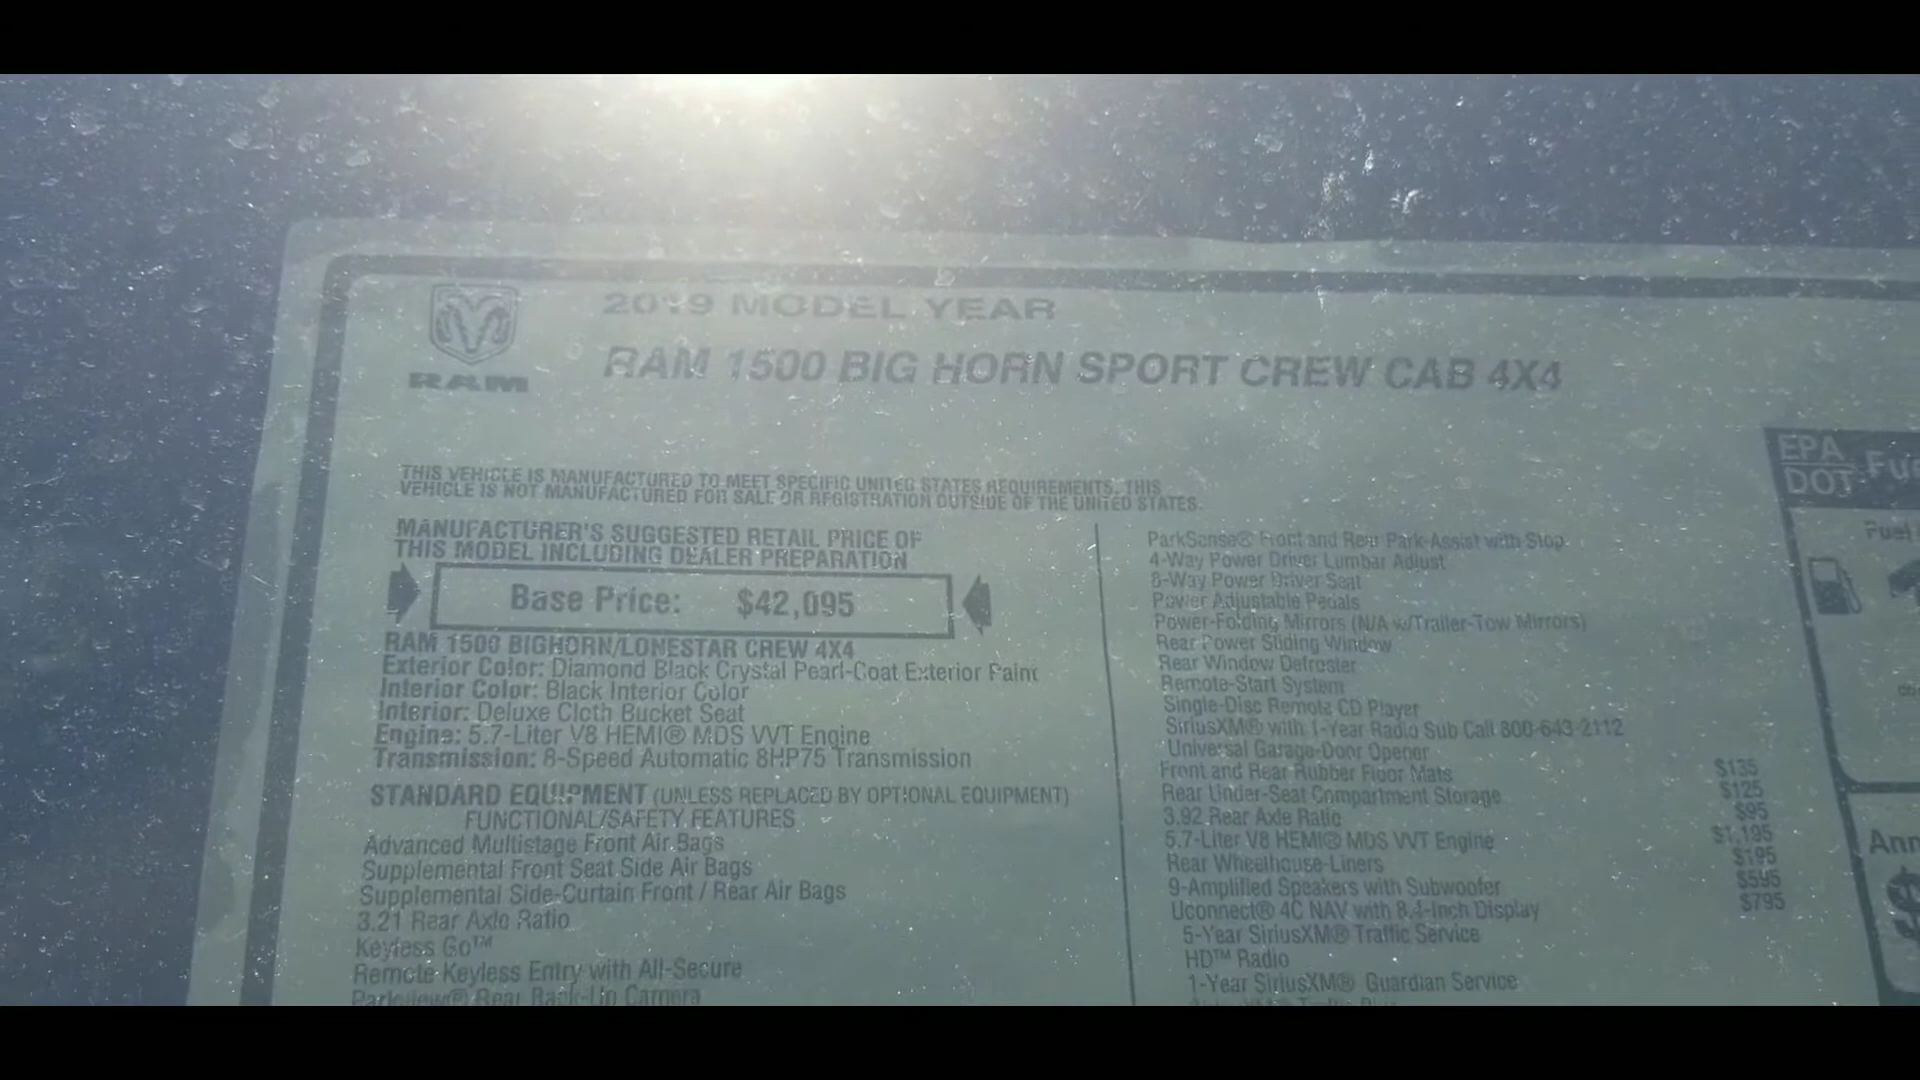 2019 MODEL YEAR
RAM 1500 BIG HORN SPORT CREW CAB 4X4
RAM
THIS VEHICLE IS MANUFACTURED TO MEET SPECIFIC UNITED STATES REQUIREMENTS. THIS
VEHICLE IS NOT MANUFACTURED FOR SALE OR REGISTRATION OUTSIDE OF THE UNITED STATES.
MANUFACTURER'S SUGGESTED RETAIL PRICE OF
THIS MODEL INCLUDING DEALER PREPARATION
Base Price: $42,095
RAM 1500 BIGHORN/LONESTAR CREW 4X4
Exterior Color: Diamond Black Crystal Pearl-Coat Exterior Paint
Interior Color: Black Interior Color
Interior: Deluxe Cloth Bucket Seat
Engine: 5.7-Liter V8 HEMI® MDS VVT Engine
Transmission: 8-Speed Automatic 8HP75 Transmission
STANDARD EQUIPMENT (UNLESS REPLACED BY OPTIONAL EQUIPMENT)
FUNCTIONAL/SAFETY FEATURES
Advanced Multistage Front Air Bags
Supplemental Front Seat Side Air Bags
Supplemental Side-Curtain Front / Rear Air Bags
3.21 Rear Axle Ratio
Keyless Go™
Remote Keyless Entry with All-Secure
ParkView® Rear Back-Up Camera
ParkSense® Front and Rear Park-Assist with Stop
4-Way Power Driver Lumbar Adjust
8-Way Power Driver Seat
Power Adjustable Pedals
Power-Folding Mirrors (N/A w/Trailer-Tow Mirrors)
Rear Power Sliding Window
Rear Window Defroster
Remote-Start System
Single-Disc Remote CD Player
SiriusXM® with 1-Year Radio Sub Call 800-643-2112
Universal Garage-Door Opener
Front and Rear Rubber Floor Mats $135
Rear Under-Seat Compartment Storage $125
3.92 Rear Axle Ratio $95
5.7-Liter V8 HEMI® MDS VVT Engine $1,195
Rear Wheelhouse-Liners $195
9-Amplified Speakers with Subwoofer $595
Uconnect® 4C NAV with 8.4-Inch Display $795
5-Year SiriusXM® Traffic Service
HD™ Radio
1-Year SiriusXM® Guardian Service
EPA
DOT Fue
Fuel
Ann
$